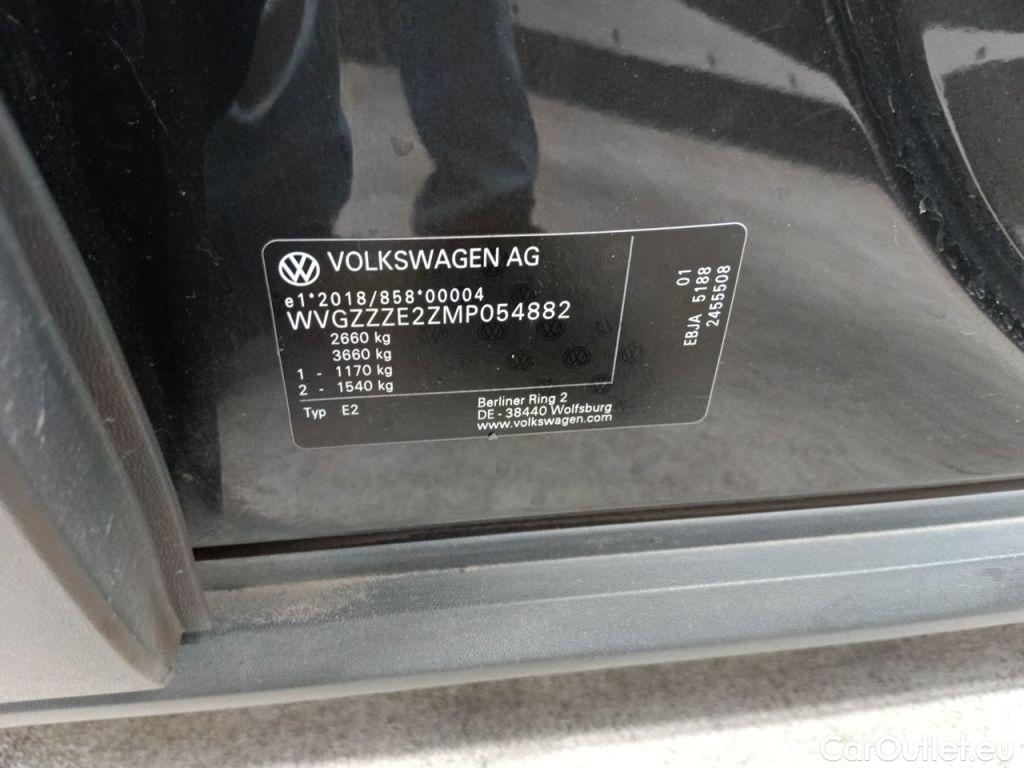 VOLKSWAGEN AG
e1*2018/858*00004
WVGZZZE2ZMP054882
2660 kg
3660 kg
1 - 1170 kg
2 - 1540 kg
Typ E2
Berliner Ring 2
DE - 38440 Wolfsburg
www.volkswagen.com
01
EBJA 5188
2455508
CarOutlet.eu